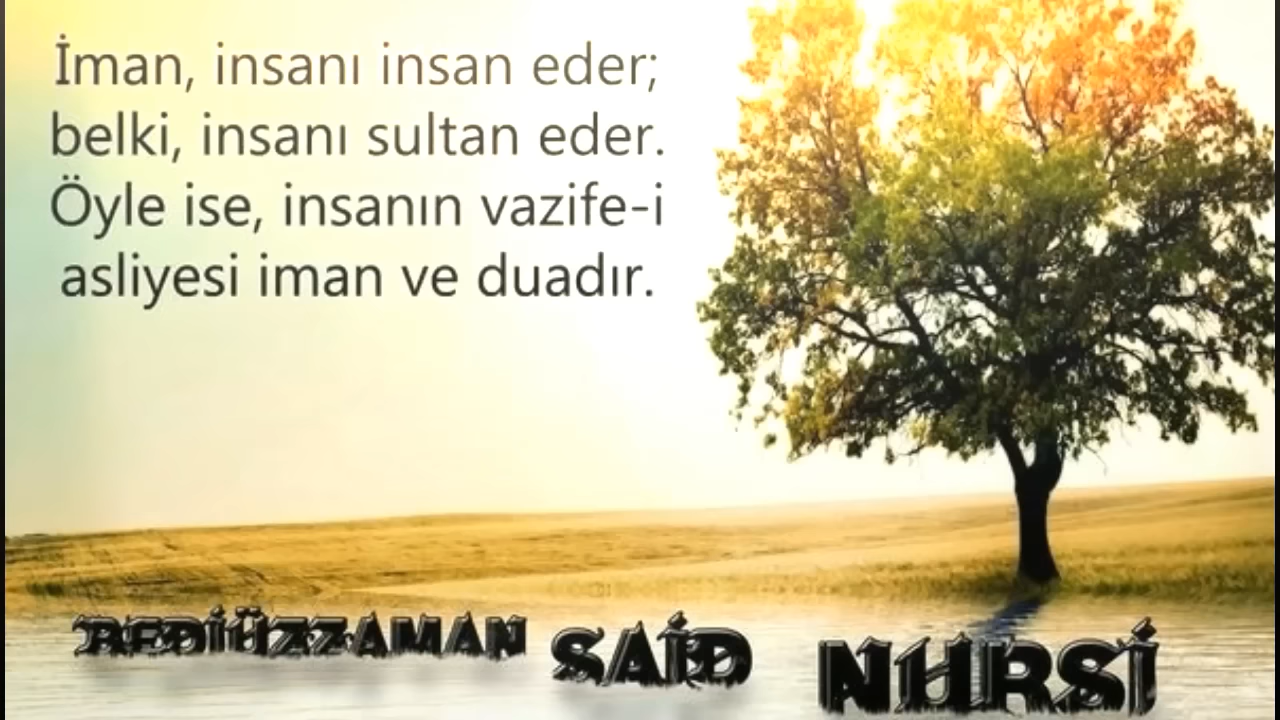 İman, insanı insan eder;
belki, insanı sultan eder.
Öyle ise, insanın vazife-i
asliyesi iman ve duadır.
BEDİÜZZAMAN SAİD NURSİ